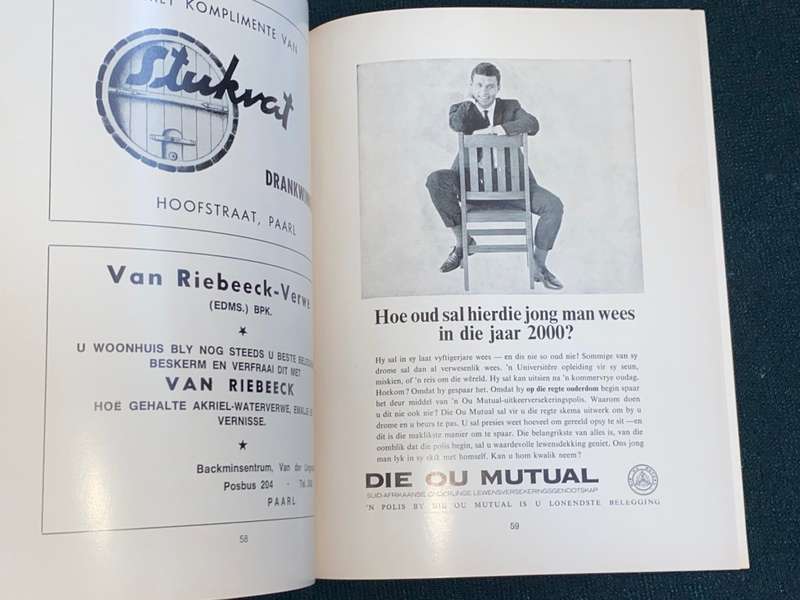 MET KOMPLIMENTE VAN
Stukvat
HOOFSTRAAT, PAARL
Van Riebeeck-Verwe
(EDMS.) BPK.
U WOONHUIS BLY NOG STEEDS U BESTE
BESKERM EN VERFRAAI DIT MET
VAN RIEBEECK
HOË GEHALTE AKRIEL-WATERVERWE, EMALJE
VERNISSE.
Backminsentrum, Van der
Posbus 204 - Tel.
PAARL
58
Hoe oud sal hierdie jong man wees
in die jaar 2000?
Hy sal in sy laat vyftigerjare wees — en dis nie so oud nie! Sommige van sy
drome sal dan al verwesenlik wees. 'n Universitêre opleiding vir sy seun,
miskien, of 'n reis om die wêreld. Hy sal kan uitsien na 'n kommervrye oudag.
Hoekom? Omdat hy gespaar het. Omdat hy op die regte ouderdom begin spaar
het deur middel van 'n Ou Mutual-uitkeerversekeringspolis. Waarom doen
u dit nie ook nie? Die Ou Mutual sal vir u die regte skema uitwerk om by u
drome en u beurs te pas. U sal presies weet hoeveel om gereeld opsy te sit — en
dit is die maklikste manier om te spaar. Die belangrikste van alles is, van die
oomblik dat die polis begin, sal u waardevolle lewensdekking geniet. Ons jong
man lyk in sy skik met homself. Kan u hom kwalik neem?
DIE OU MUTUAL
SUID-AFRIKAANSE ONDERLINGE LEWENSVERSEKERINGSGENOOTSKAP
'N POLIS BY DIE OU MUTUAL IS U LONENDSTE BELEGGING
59